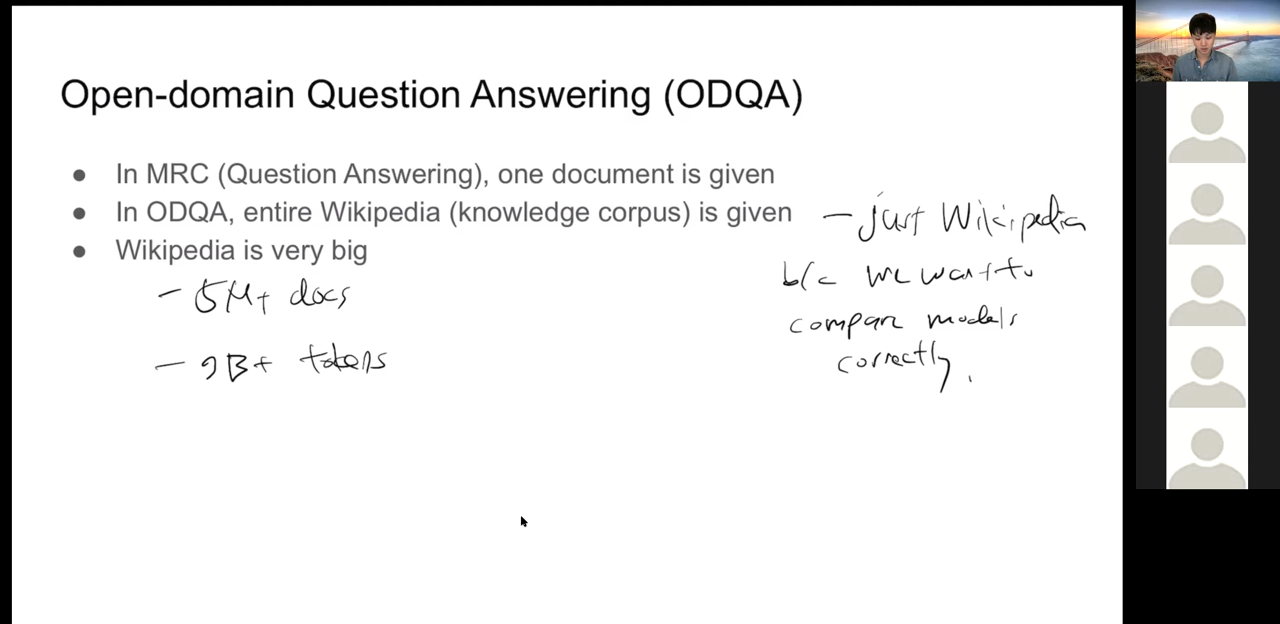 Open-domain Question Answering (ODQA)
● In MRC (Question Answering), one document is given
● In ODQA, entire Wikipedia (knowledge corpus) is given
● Wikipedia is very big
- 5M+ docs
- B+ tokens
- just Wikipedia
b/c we want to
compare models
correctly.